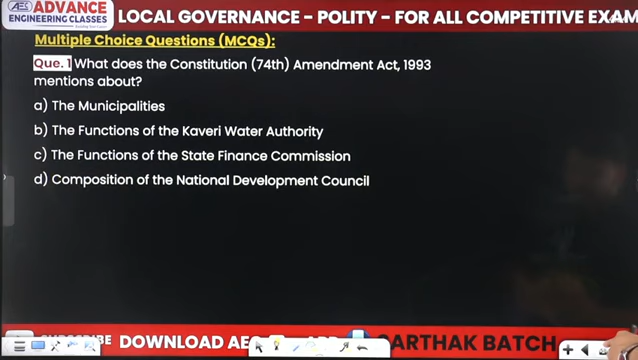 AES ADVANCE
ENGINEERING CLASSES
LOCAL GOVERNANCE - POLITY - FOR ALL COMPETITIVE EXAM
Multiple Choice Questions (MCQs):
Que. 1 What does the Constitution (74th) Amendment Act, 1993
mentions about?
a) The Municipalities
b) The Functions of the Kaveri Water Authority
c) The Functions of the State Finance Commission
d) Composition of the National Development Council
DOWNLOAD SARTHAK BATCH